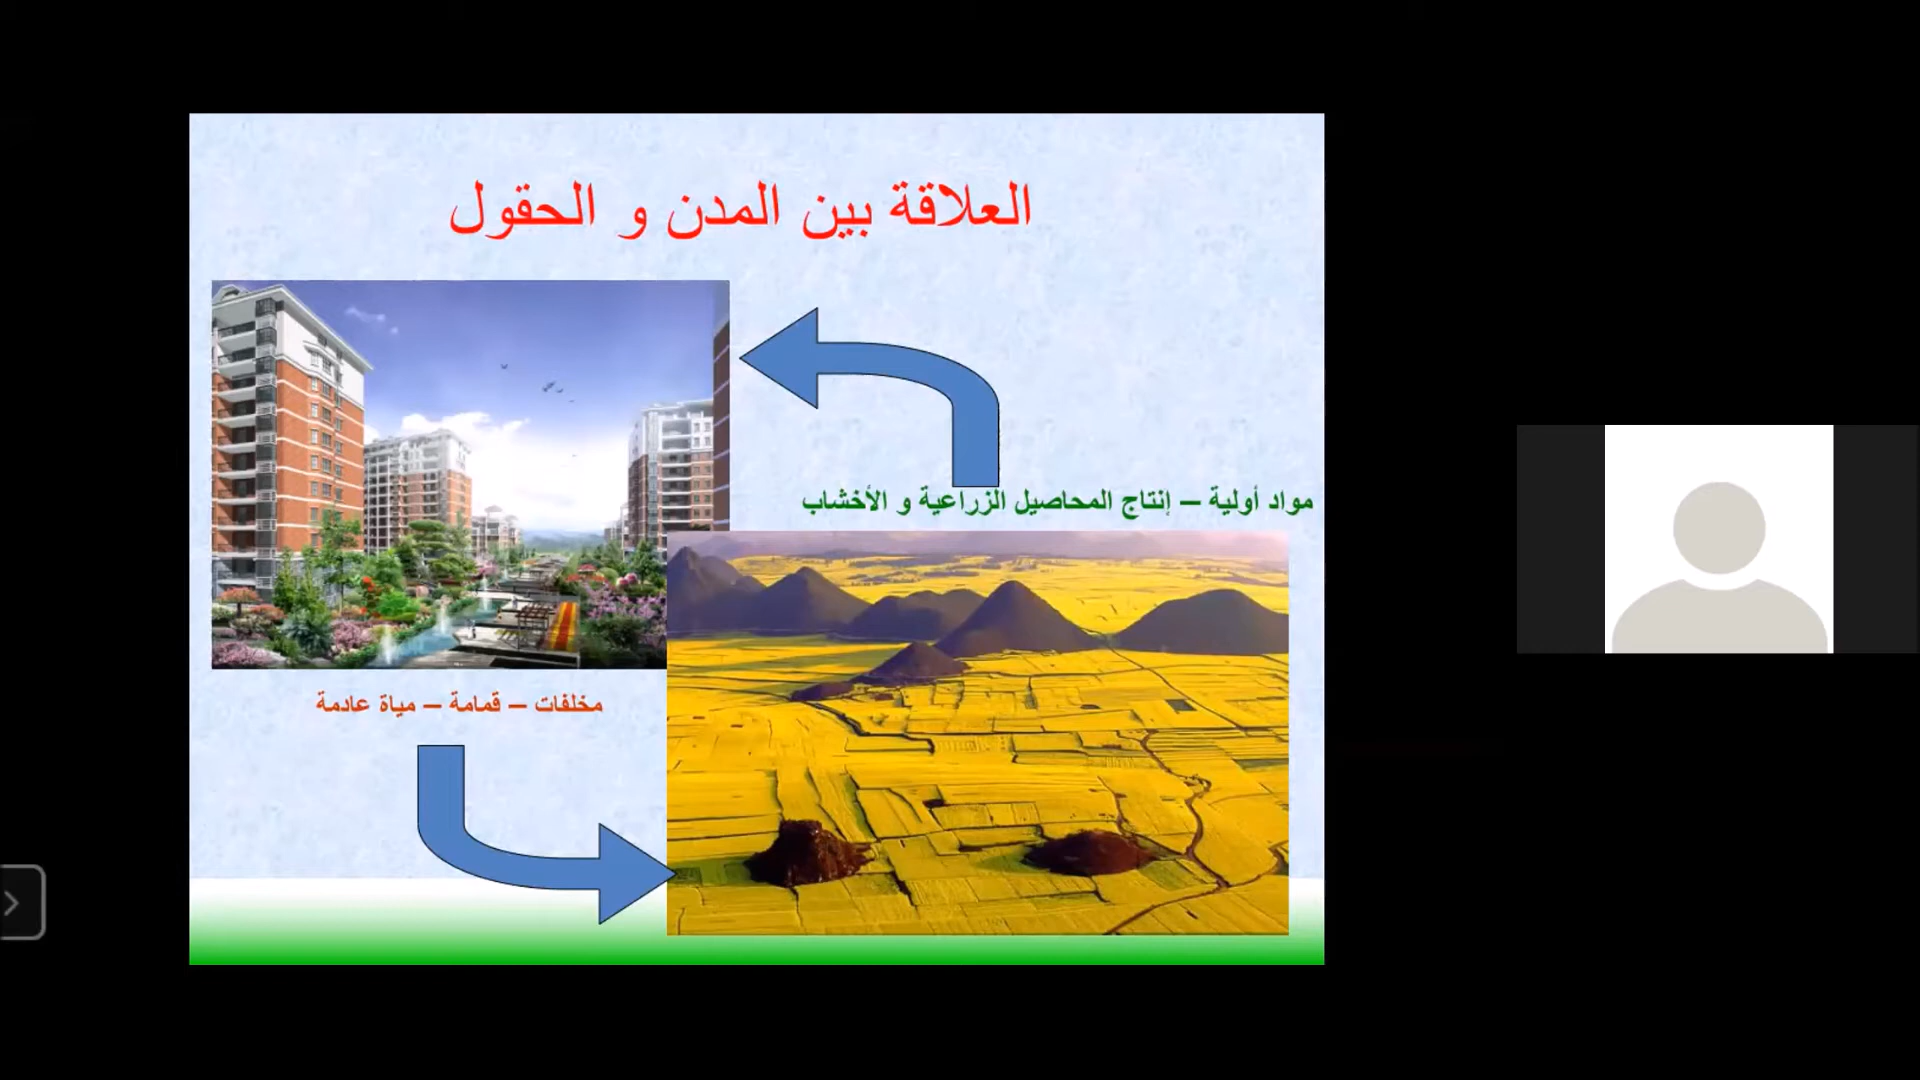 العلاقة بين المدن و الحقول
مواد أولية – إنتاج المحاصيل الزراعية و الأخشاب
مخلفات – قمامة – مياة عادمة